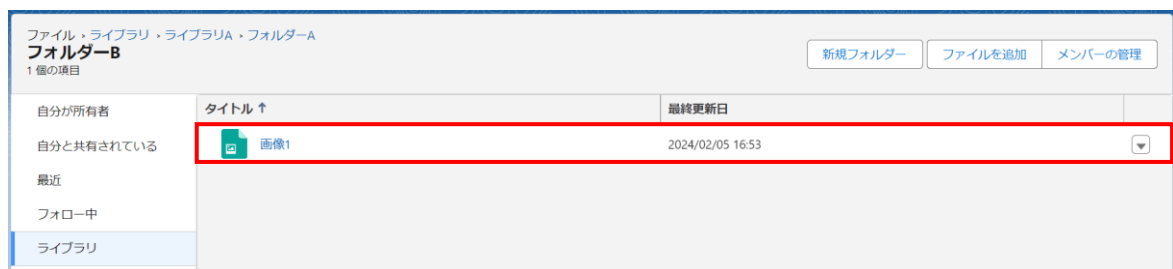 ファイル › ライブラリ › ライブラリA › フォルダーA
フォルダーB
1 個の項目
新規フォルダー ファイルを追加 メンバーの管理
自分が所有者
自分と共有されている
最近
フォロー中
ライブラリ
タイトル ↑ 最終更新日
画像1 2024/02/05 16:53